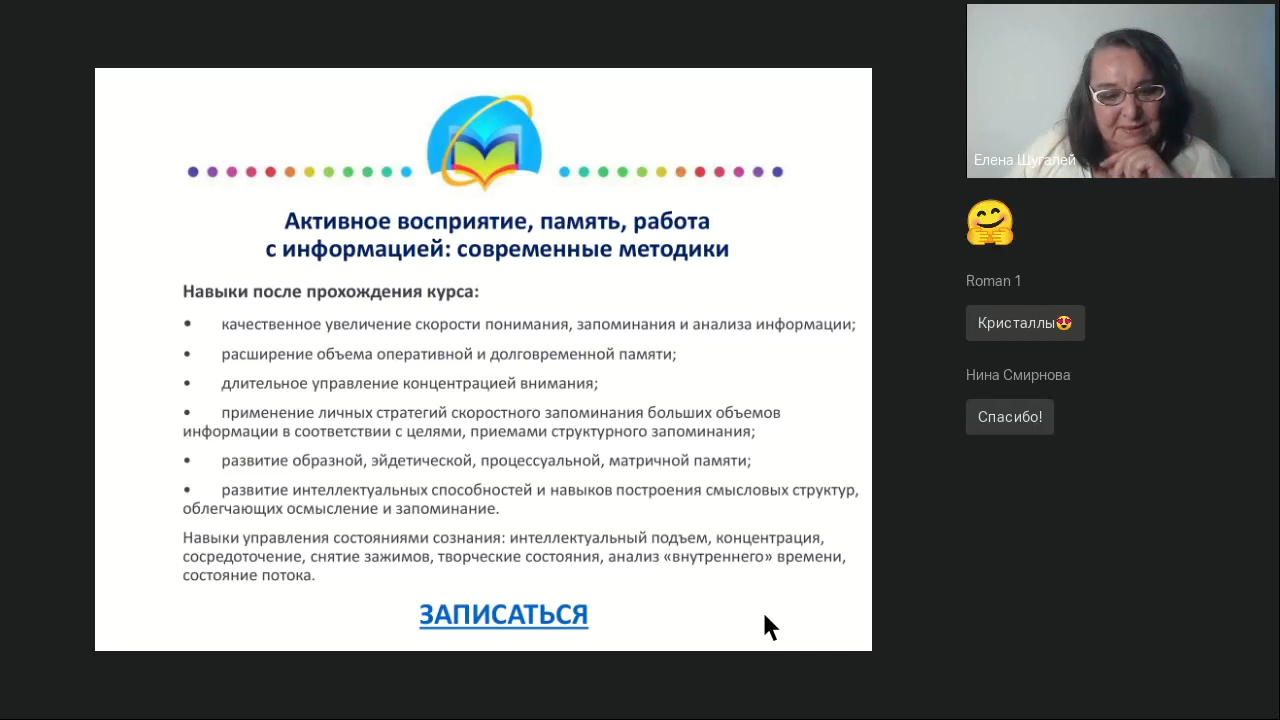 Активное восприятие, память, работа
с информацией: современные методики
Навыки после прохождения курса:
• качественное увеличение скорости понимания, запоминания и анализа информации;
• расширение объема оперативной и долговременной памяти;
• длительное управление концентрацией внимания;
• применение личных стратегий скоростного запоминания больших объемов
информации в соответствии с целями, приемами структурного запоминания;
• развитие образной, эйдетической, процессуальной, матричной памяти;
• развитие интеллектуальных способностей и навыков построения смысловых структур,
облегчающих осмысление и запоминание.
Навыки управления состояниями сознания: интеллектуальный подъем, концентрация,
сосредоточение, снятие зажимов, творческие состояния, анализ «внутреннего» времени,
состояние потока.
ЗАПИСАТЬСЯ
Елена Шугалей
Roman 1
Кристаллы😍
Нина Смирнова
Спасибо!